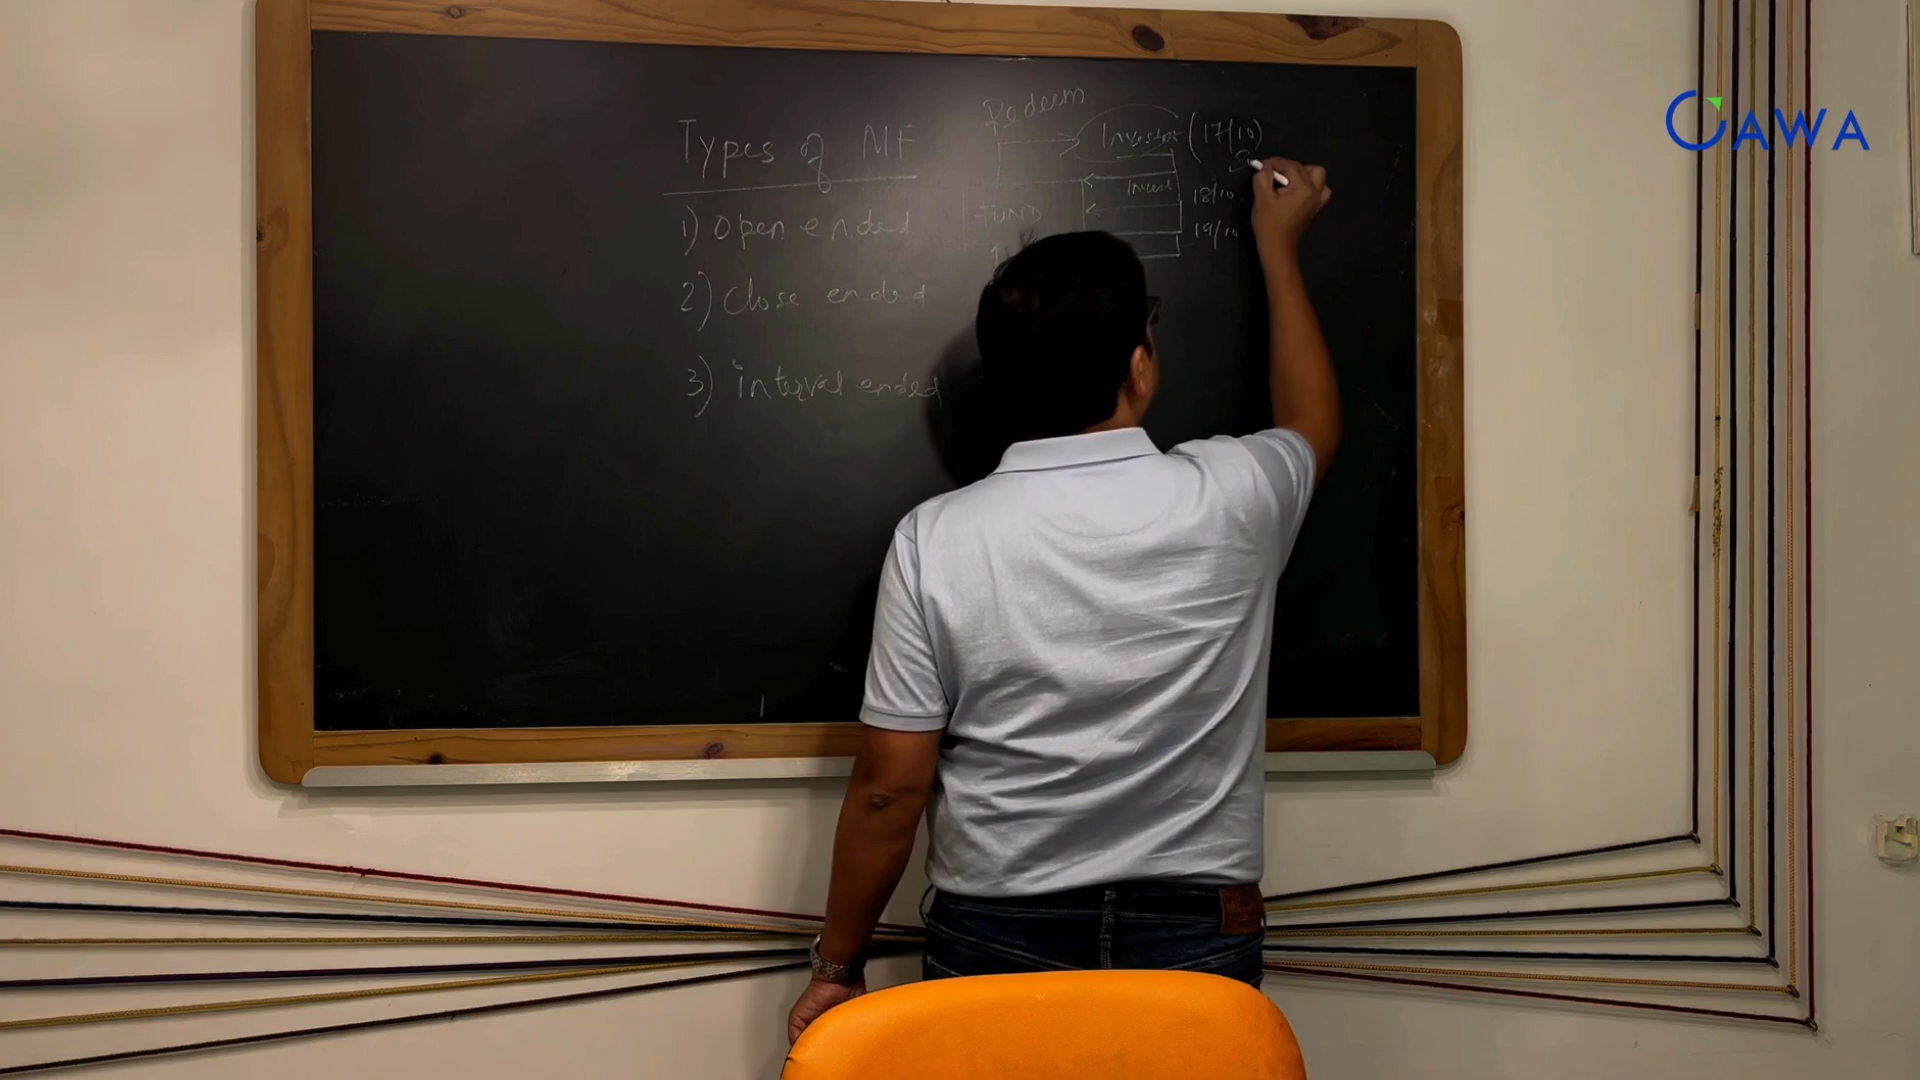 Types of MF
1) open ended
2) close ended
3) interval ended
Redeem
Investor (17/10)
Invest
18/10
19/10
FUND
CAWA